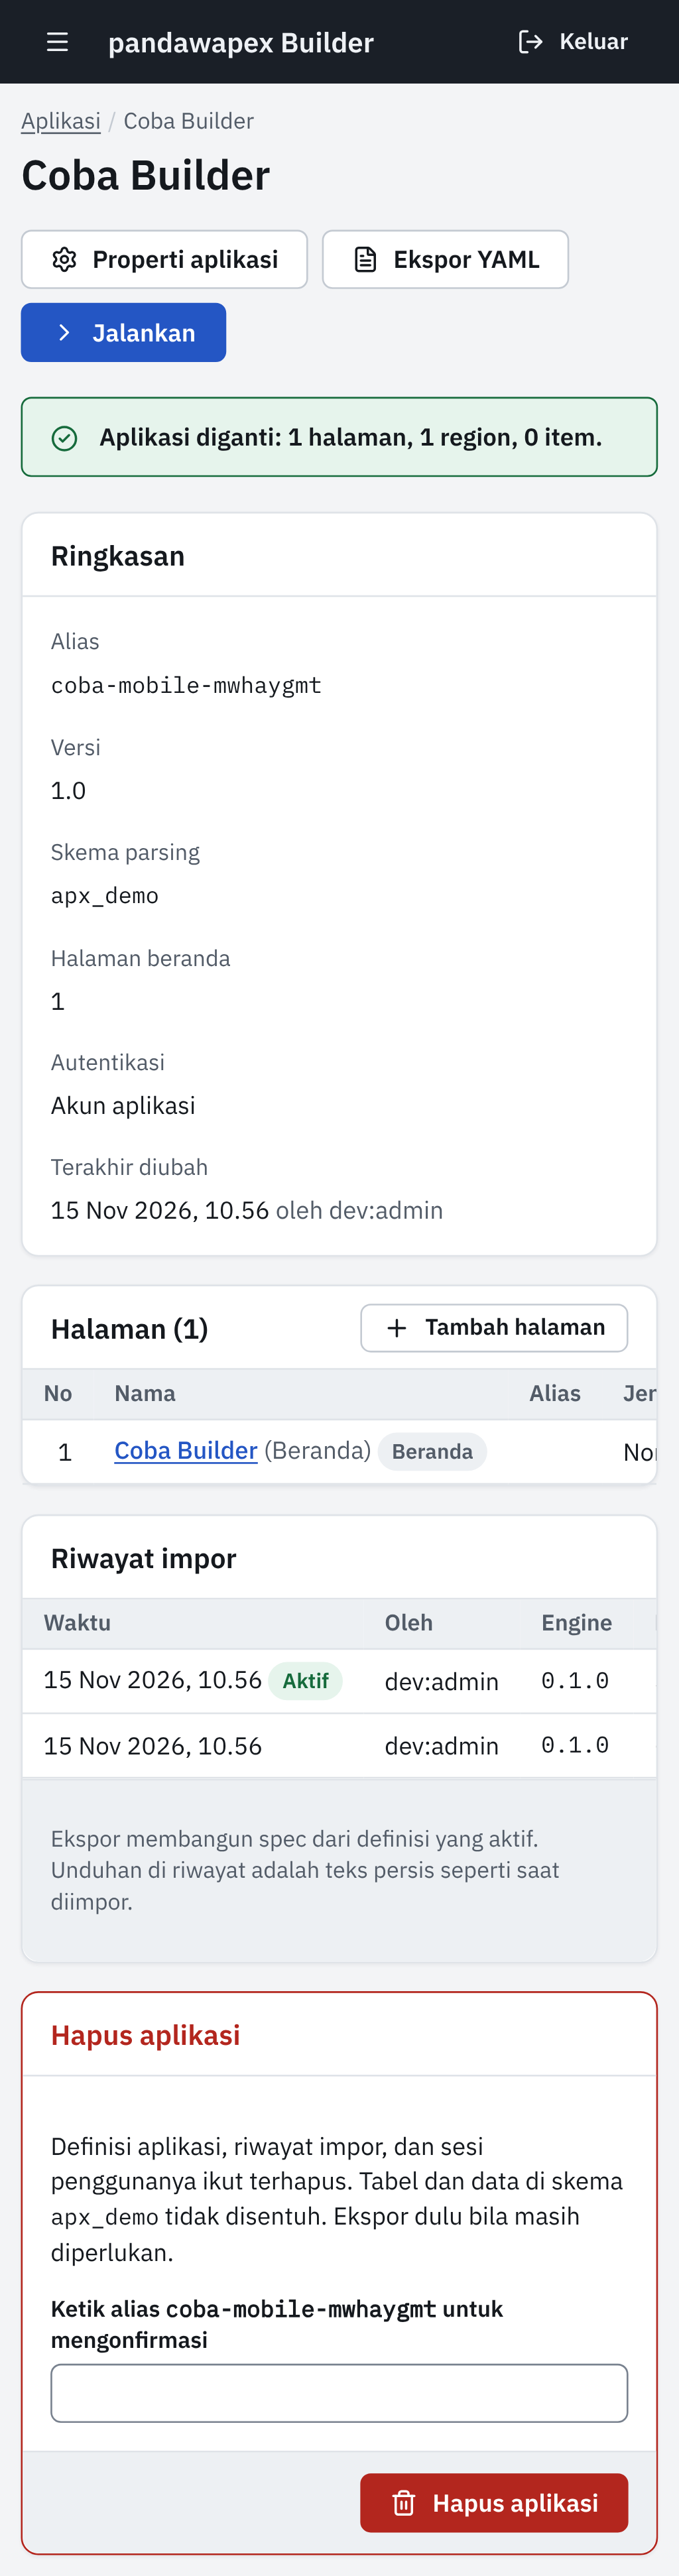 pandawapex Builder
Keluar
Aplikasi / Coba Builder
Coba Builder
Properti aplikasi
Ekspor YAML
Jalankan
Aplikasi diganti: 1 halaman, 1 region, 0 item.
Ringkasan
Alias
coba-mobile-mwhaygmt
Versi
1.0
Skema parsing
apx_demo
Halaman beranda
1
Autentikasi
Akun aplikasi
Terakhir diubah
15 Nov 2026, 10.56 oleh dev:admin
Halaman (1)
Tambah halaman
No Nama Alias
1 Coba Builder (Beranda) Beranda
Riwayat impor
Waktu Oleh Engine
15 Nov 2026, 10.56 Aktif dev:admin 0.1.0
15 Nov 2026, 10.56 dev:admin 0.1.0
Ekspor membangun spec dari definisi yang aktif.
Unduhan di riwayat adalah teks persis seperti saat
diimpor.
Hapus aplikasi
Definisi aplikasi, riwayat impor, dan sesi
penggunanya ikut terhapus. Tabel dan data di skema
apx_demo tidak disentuh. Ekspor dulu bila masih
diperlukan.
Ketik alias coba-mobile-mwhaygmt untuk
mengonfirmasi
Hapus aplikasi